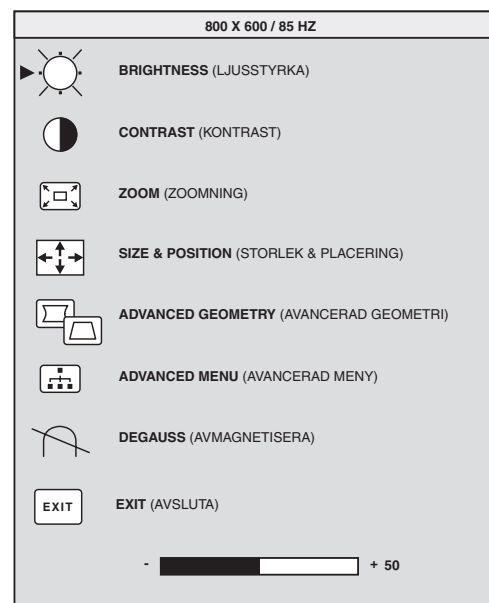 800 X 600 / 85 HZ
BRIGHTNESS (LJUSSTYRKA)
CONTRAST (KONTRAST)
ZOOM (ZOOMNING)
SIZE & POSITION (STORLEK & PLACERING)
ADVANCED GEOMETRY (AVANCERAD GEOMETRI)
ADVANCED MENU (AVANCERAD MENY)
DEGAUSS (AVMAGNETISERA)
EXIT EXIT (AVSLUTA)
- + 50